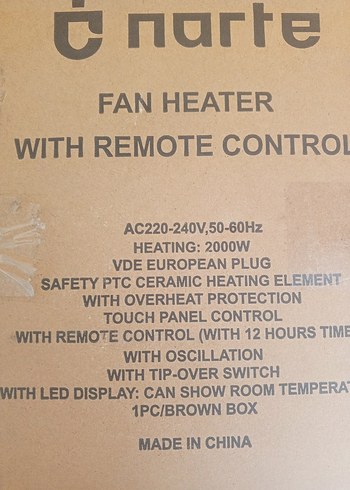 narte
FAN HEATER
WITH REMOTE CONTROL
AC220-240V,50-60Hz
HEATING: 2000W
VDE EUROPEAN PLUG
SAFETY PTC CERAMIC HEATING ELEMENT
WITH OVERHEAT PROTECTION
TOUCH PANEL CONTROL
WITH REMOTE CONTROL (WITH 12 HOURS TIME
WITH OSCILLATION
WITH TIP-OVER SWITCH
WITH LED DISPLAY: CAN SHOW ROOM TEMPERAT
1PC/BROWN BOX
MADE IN CHINA